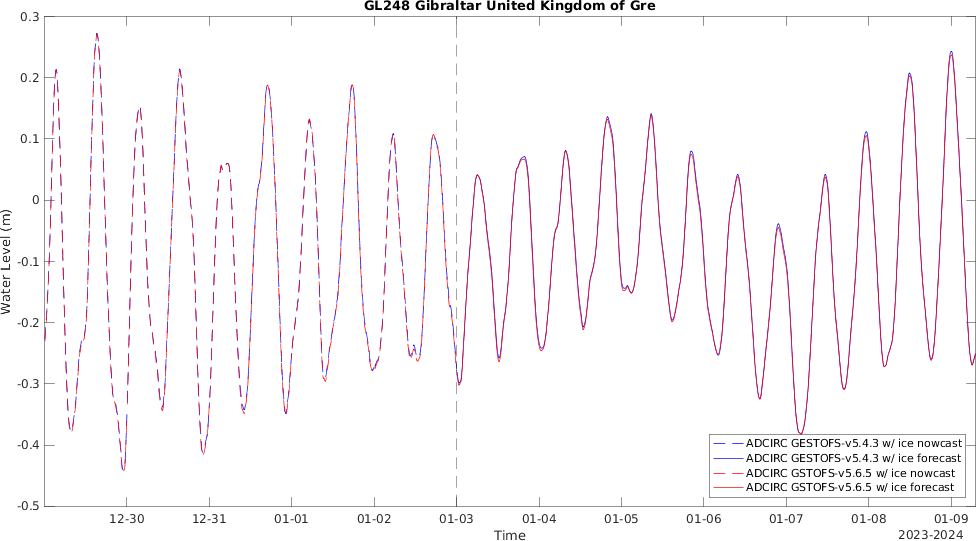 GL248 Gibraltar United Kingdom of Gre
0.3
0.2
0.1
0
-0.1
-0.2
-0.3
-0.4
-0.5
Water Level (m)
ADCIRC GESTOFS-v5.4.3 w/ ice nowcast
ADCIRC GESTOFS-v5.4.3 w/ ice forecast
ADCIRC GSTOFS-v5.6.5 w/ ice nowcast
ADCIRC GSTOFS-v5.6.5 w/ ice forecast
12-30 12-31 01-01 01-02 01-03 01-04 01-05 01-06 01-07 01-08 01-09
Time
2023-2024